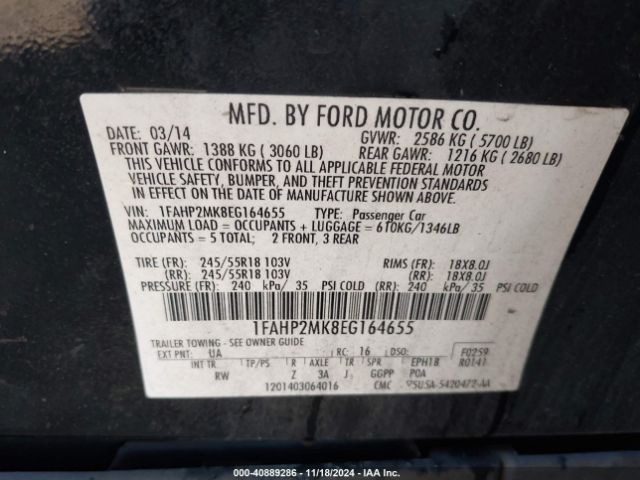 MFD. BY FORD MOTOR CO.
DATE: 03/14 GVWR: 2586 KG ( 5700 LB)
FRONT GAWR: 1388 KG ( 3060 LB) REAR GAWR: 1216 KG ( 2680 LB)
THIS VEHICLE CONFORMS TO ALL APPLICABLE FEDERAL MOTOR
VEHICLE SAFETY, BUMPER, AND THEFT PREVENTION STANDARDS
IN EFFECT ON THE DATE OF MANUFACTURE SHOWN ABOVE.
VIN: 1FAHP2MK8EG164655 TYPE: Passenger Car
MAXIMUM LOAD = OCCUPANTS + LUGGAGE = 610KG/1346LB
OCCUPANTS = 5 TOTAL; 2 FRONT, 3 REAR
TIRE (FR): 245/55R18 103V RIMS (FR): 18X8.0J
(RR): 245/55R18 103V (RR): 18X8.0J
PRESSURE (FR): 240 kPa/ 35 PSI COLD (RR): 240 kPa/ 35 PSI COLD
1FAHP2MK8EG164655
TRAILER TOWING - SEE OWNER GUIDE
EXT PNT: UA RC: 16 DSO: F0259
INT TR TP/PS R AXLE TR SPR EPH18 R0141
RW Z 3A J GGPP POA
1201403064016 CMC 5U5A-5420472-AA
000-40889286 - 11/18/2024 - IAA Inc.